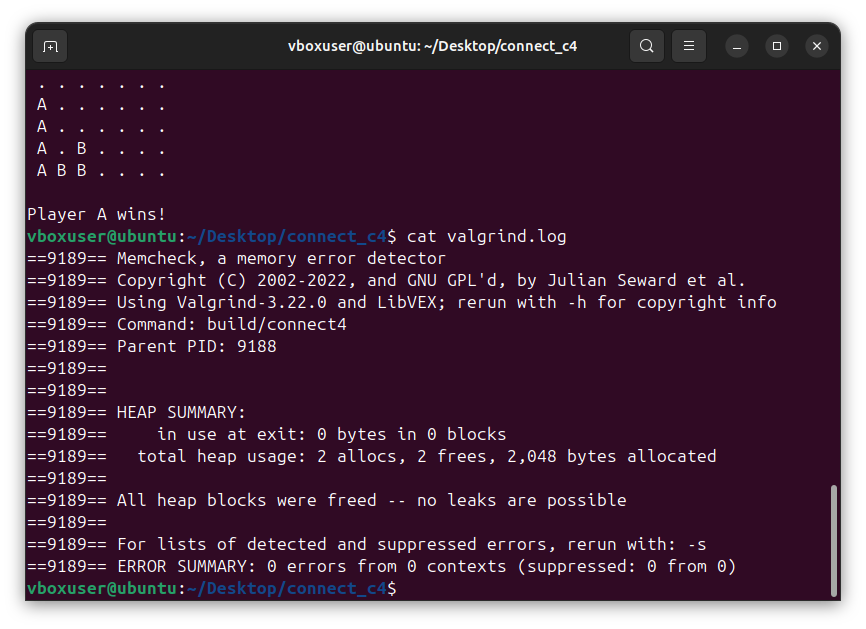 vboxuser@ubuntu: ~/Desktop/connect_c4
. . . . . . .
A . . . . . .
A . . . . . .
A . B . . . .
A B B . . . .
Player A wins!
vboxuser@ubuntu:~/Desktop/connect_c4$ cat valgrind.log
==9189== Memcheck, a memory error detector
==9189== Copyright (C) 2002-2022, and GNU GPL'd, by Julian Seward et al.
==9189== Using Valgrind-3.22.0 and LibVEX; rerun with -h for copyright info
==9189== Command: build/connect4
==9189== Parent PID: 9188
==9189==
==9189==
==9189== HEAP SUMMARY:
==9189==     in use at exit: 0 bytes in 0 blocks
==9189==   total heap usage: 2 allocs, 2 frees, 2,048 bytes allocated
==9189==
==9189== All heap blocks were freed -- no leaks are possible
==9189==
==9189== For lists of detected and suppressed errors, rerun with: -s
==9189== ERROR SUMMARY: 0 errors from 0 contexts (suppressed: 0 from 0)
vboxuser@ubuntu:~/Desktop/connect_c4$